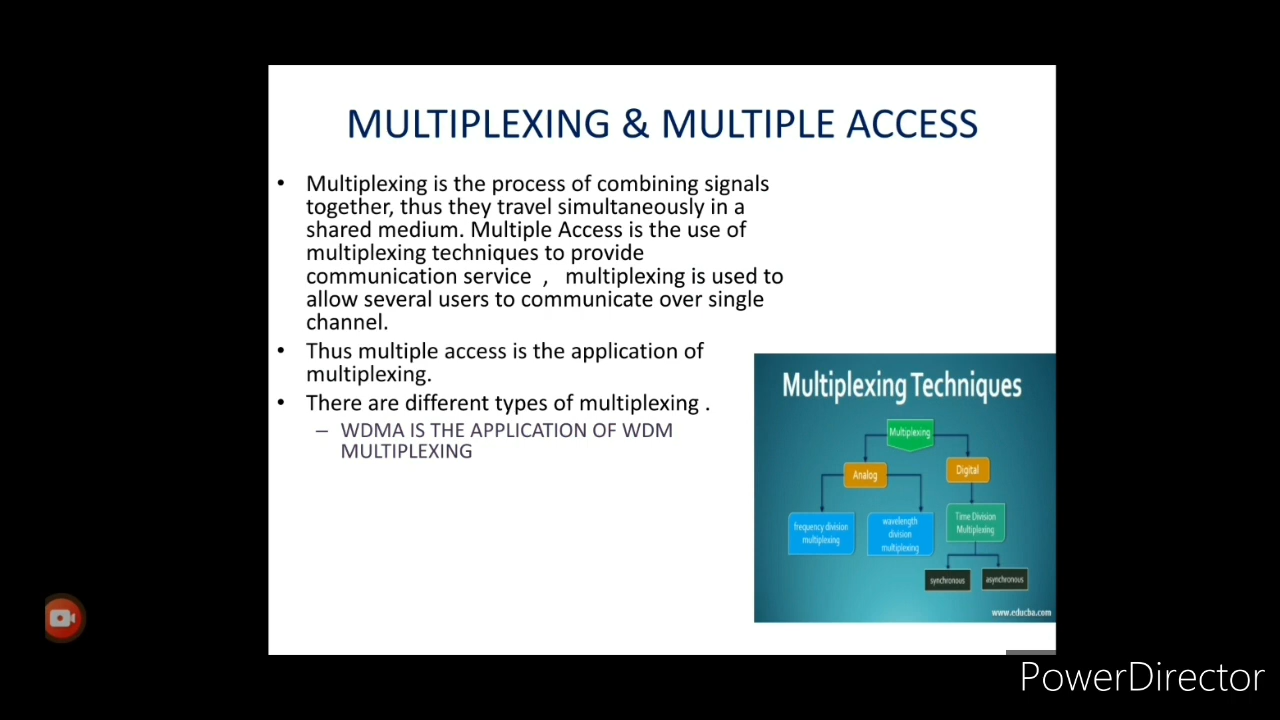 MULTIPLEXING & MULTIPLE ACCESS
• Multiplexing is the process of combining signals
together, thus they travel simultaneously in a
shared medium. Multiple Access is the use of
multiplexing techniques to provide
communication service , multiplexing is used to
allow several users to communicate over single
channel.
• Thus multiple access is the application of
multiplexing.
• There are different types of multiplexing .
– WDMA IS THE APPLICATION OF WDM
MULTIPLEXING
Multiplexing Techniques
Multiplexing
Analog
Digital
frequency division
multiplexing
wavelength
division
multiplexing
Time Division
Multiplexing
synchronous
asynchronous
www.educba.com
PowerDirector